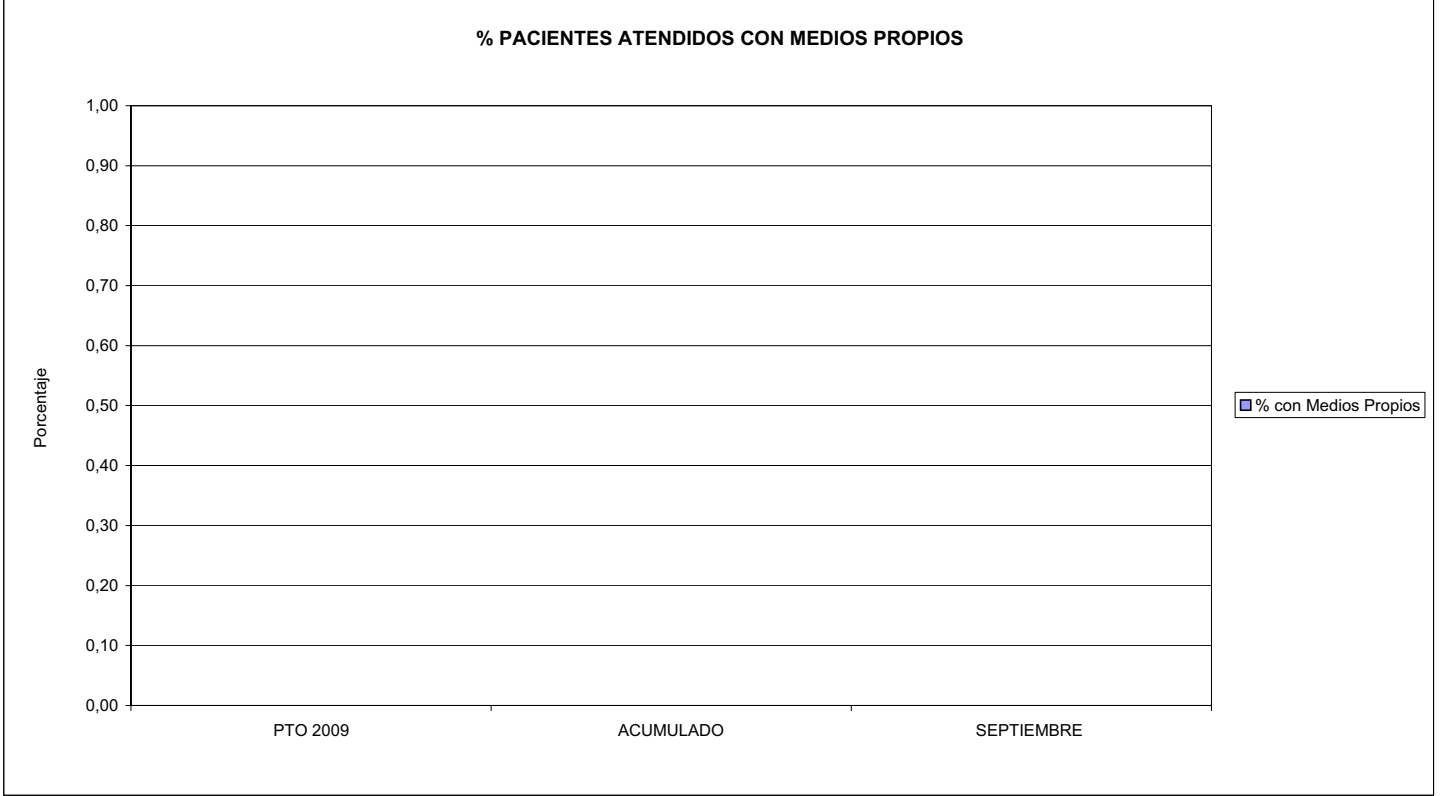 % PACIENTES ATENDIDOS CON MEDIOS PROPIOS
1,00
0,90
0,80
0,70
0,60
0,50
0,40
0,30
0,20
0,10
0,00
Porcentaje
PTO 2009
ACUMULADO
SEPTIEMBRE
% con Medios Propios